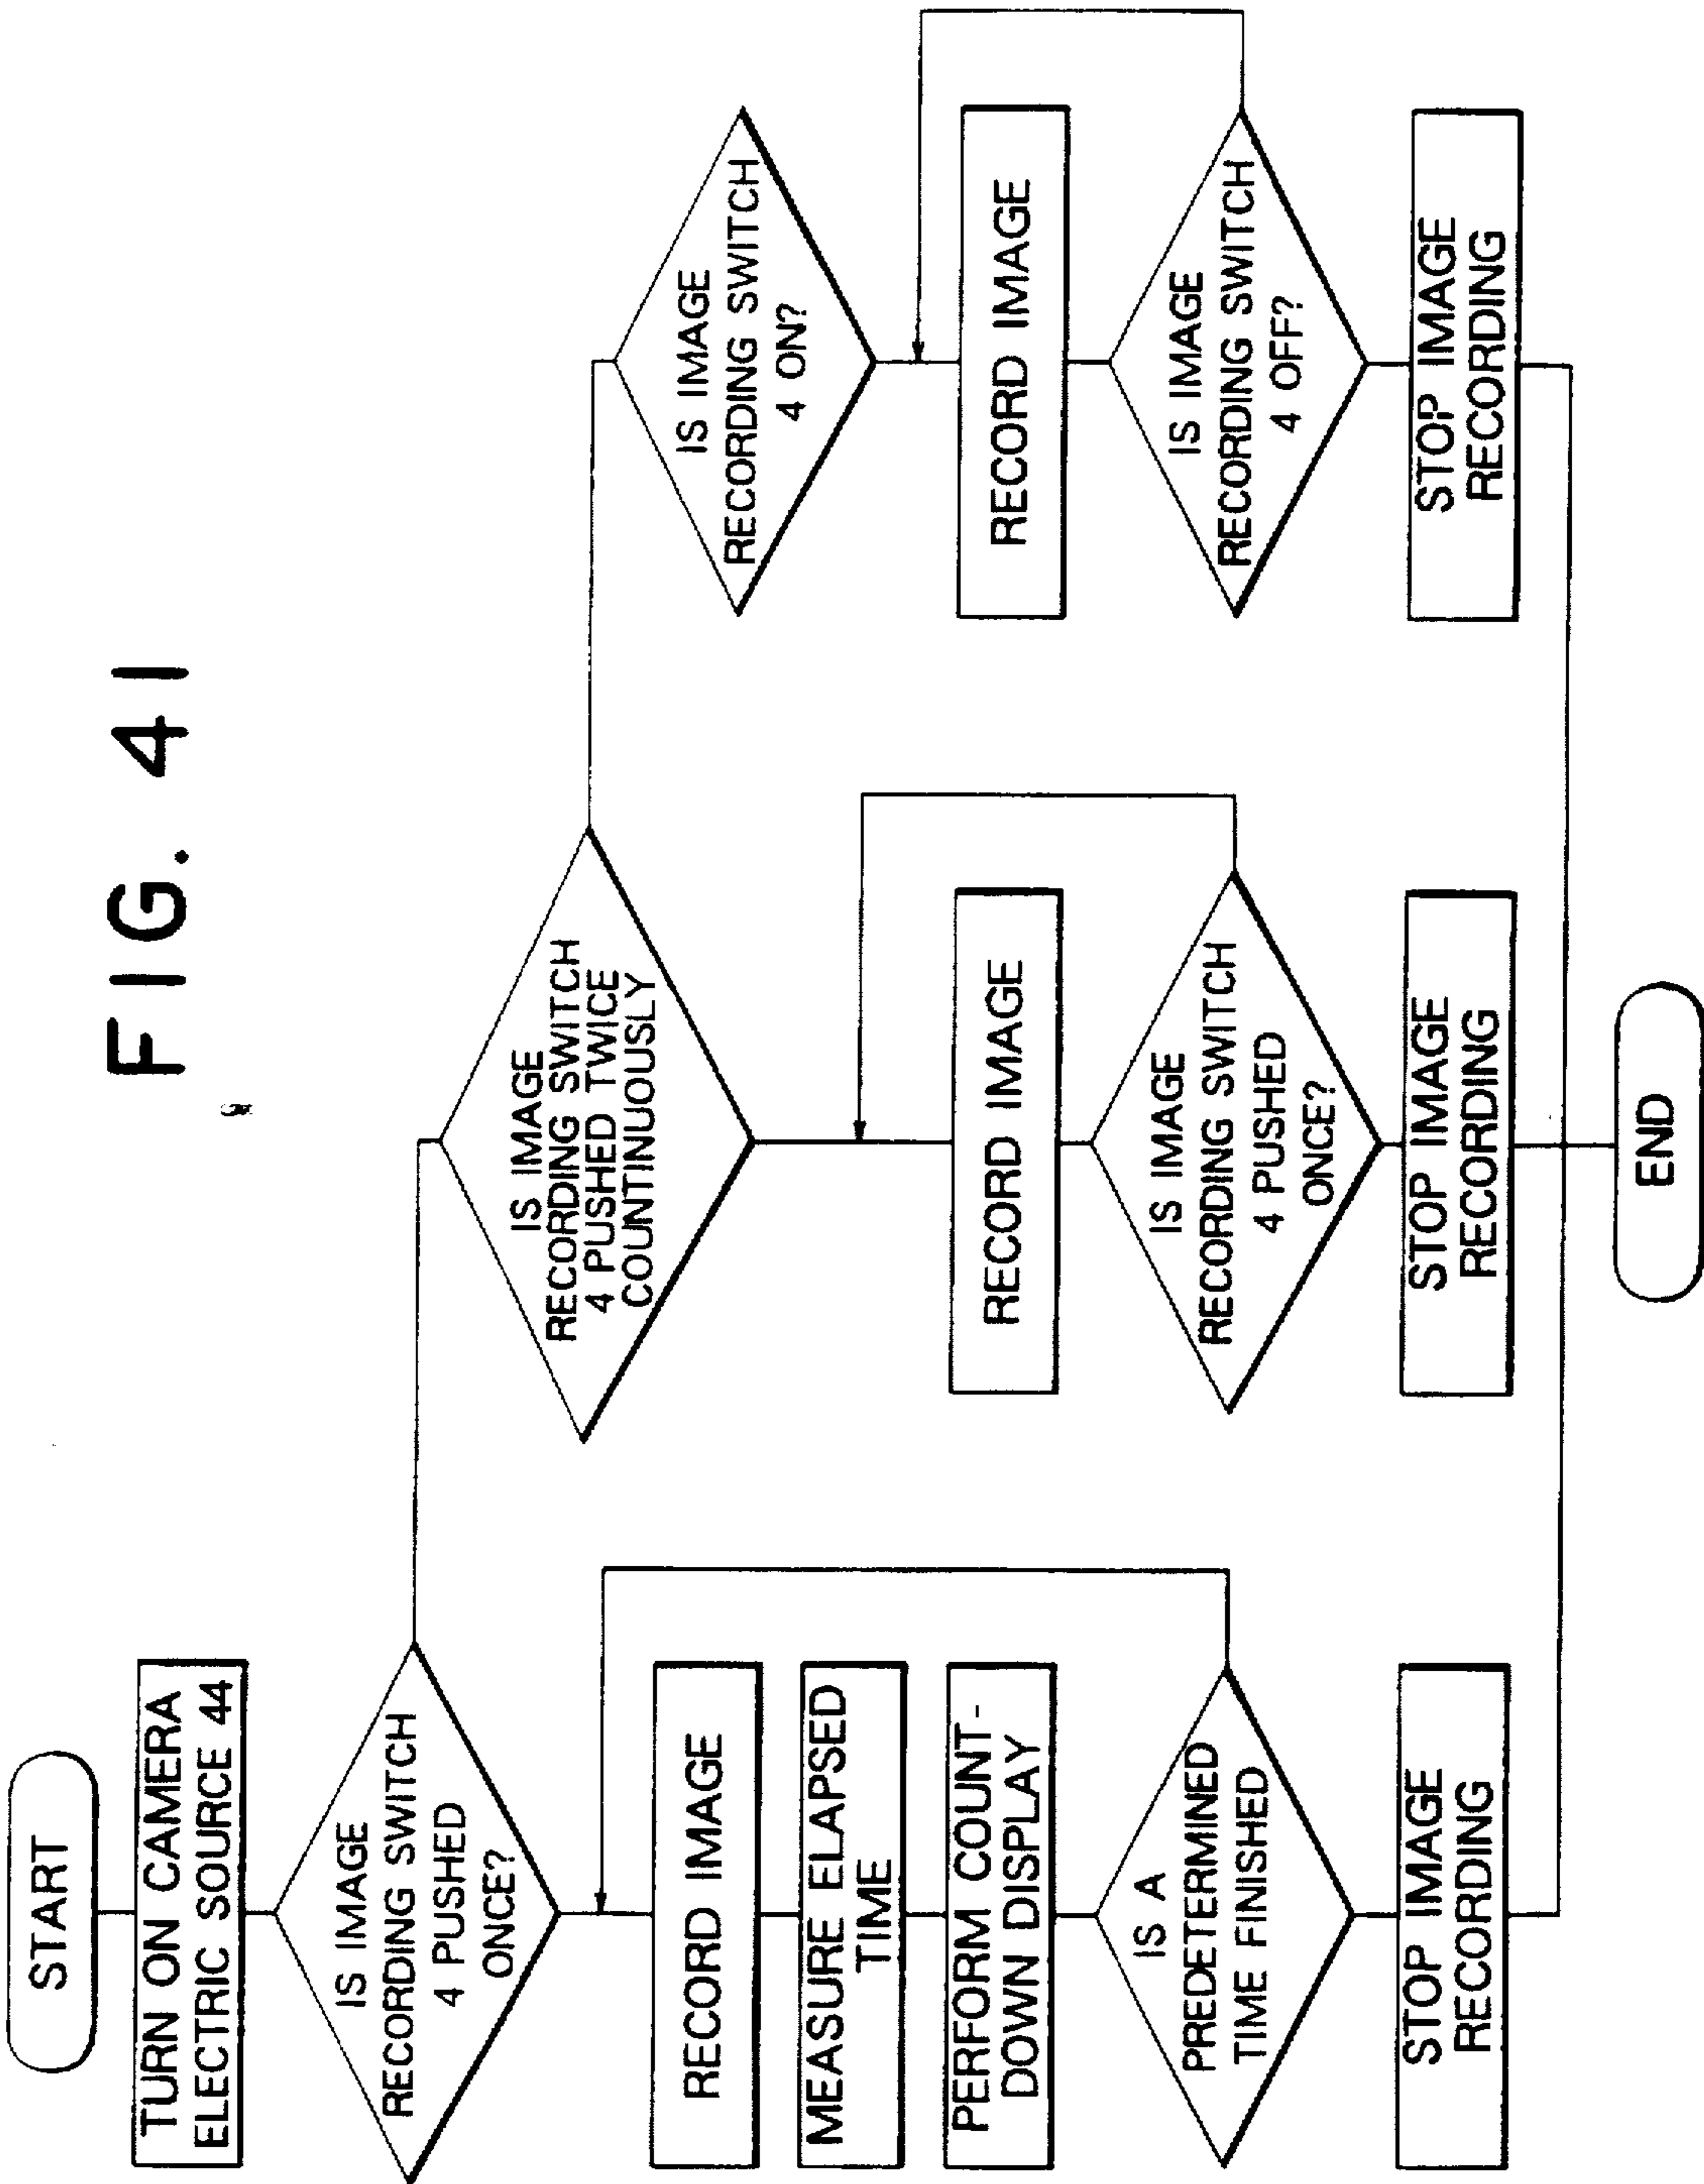 FIG. 41
START
TURN ON CAMERA
ELECTRIC SOURCE 44
IS IMAGE
RECORDING SWITCH
4 PUSHED
ONCE?
RECORD IMAGE
MEASURE ELAPSED
TIME
PERFORM COUNT-
DOWN DISPLAY
IS A
PREDETERMINED
TIME FINISHED
STOP IMAGE
RECORDING
IS IMAGE
RECORDING SWITCH
4 PUSHED TWICE
COUNTINUOUSLY
RECORD IMAGE
IS IMAGE
RECORDING SWITCH
4 PUSHED
ONCE?
STOP IMAGE
RECORDING
IS IMAGE
RECORDING SWITCH
4 ON?
RECORD IMAGE
IS IMAGE
RECORDING SWITCH
4 OFF?
STOP IMAGE
RECORDING
END